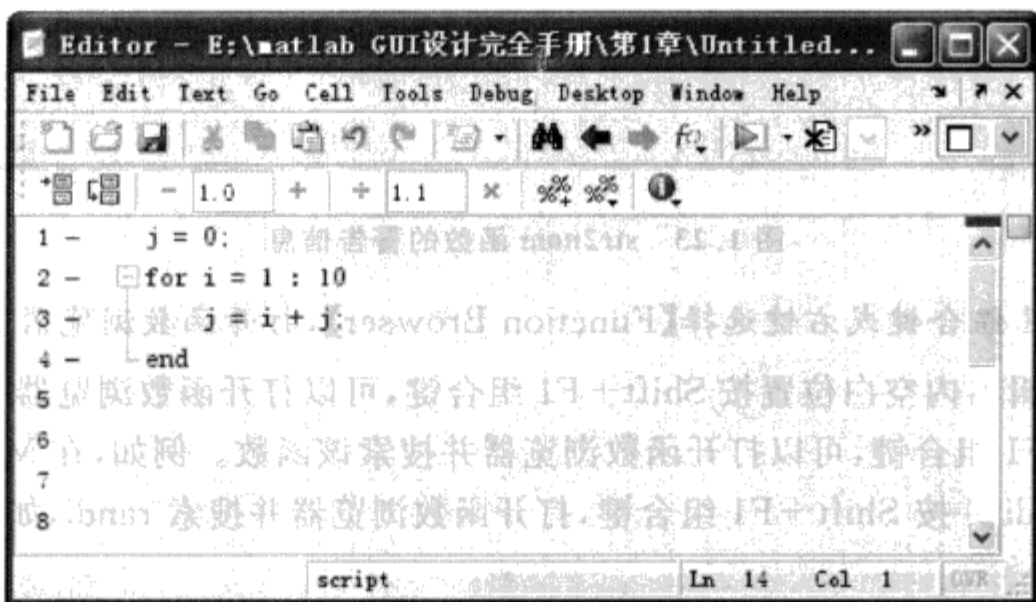 Editor - E:\matlab GUI设计完全手册\第1章\Untitled...
File Edit Text Go Cell Tools Debug Desktop Window Help
- 1.0 + ÷ 1.1 ×
1 - j = 0;
2 - for i = 1 : 10
3 - j = i + j;
4 - end
5
6
7
8
script Ln 14 Col 1 OVR